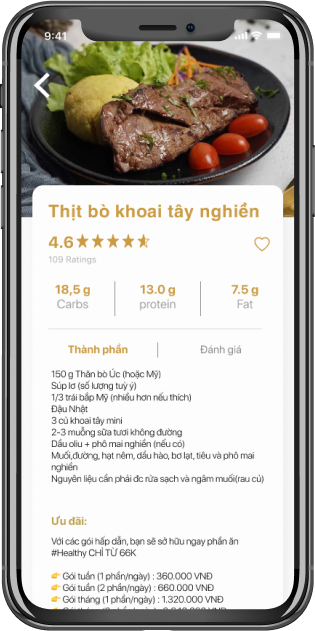 9:41
Thịt bò khoai tây nghiền
4.6
109 Ratings
18,5 g 13.0 g 7.5 g
Carbs protein Fat
Thành phần Đánh giá
150 g Thăn bò Úc (hoặc Mỹ)
Súp lơ (số lượng tuỳ ý)
1/3 trái bắp Mỹ (nhiều hơn nếu thích)
Đậu Nhật
3 củ khoai tây mini
2-3 muỗng sữa tươi không đường
Dầu oliu + phô mai nghiền (nếu có)
Muối,đường, hạt nêm, dầu hào, bơ lạt, tiêu và phô mai
nghiền
Nguyên liệu cần phải đc rửa sạch và ngâm muối(rau củ)
Ưu đãi:
Với các gói hấp dẫn, bạn sẽ sở hữu ngay phần ăn
#Healthy CHỈ TỪ 66K
👉 Gói tuần (1 phần/ngày) : 360.000 VNĐ
👉 Gói tuần (2 phần/ngày) : 660.000 VNĐ
👉 Gói tháng (1 phần/ngày) : 1.320.000 VNĐ